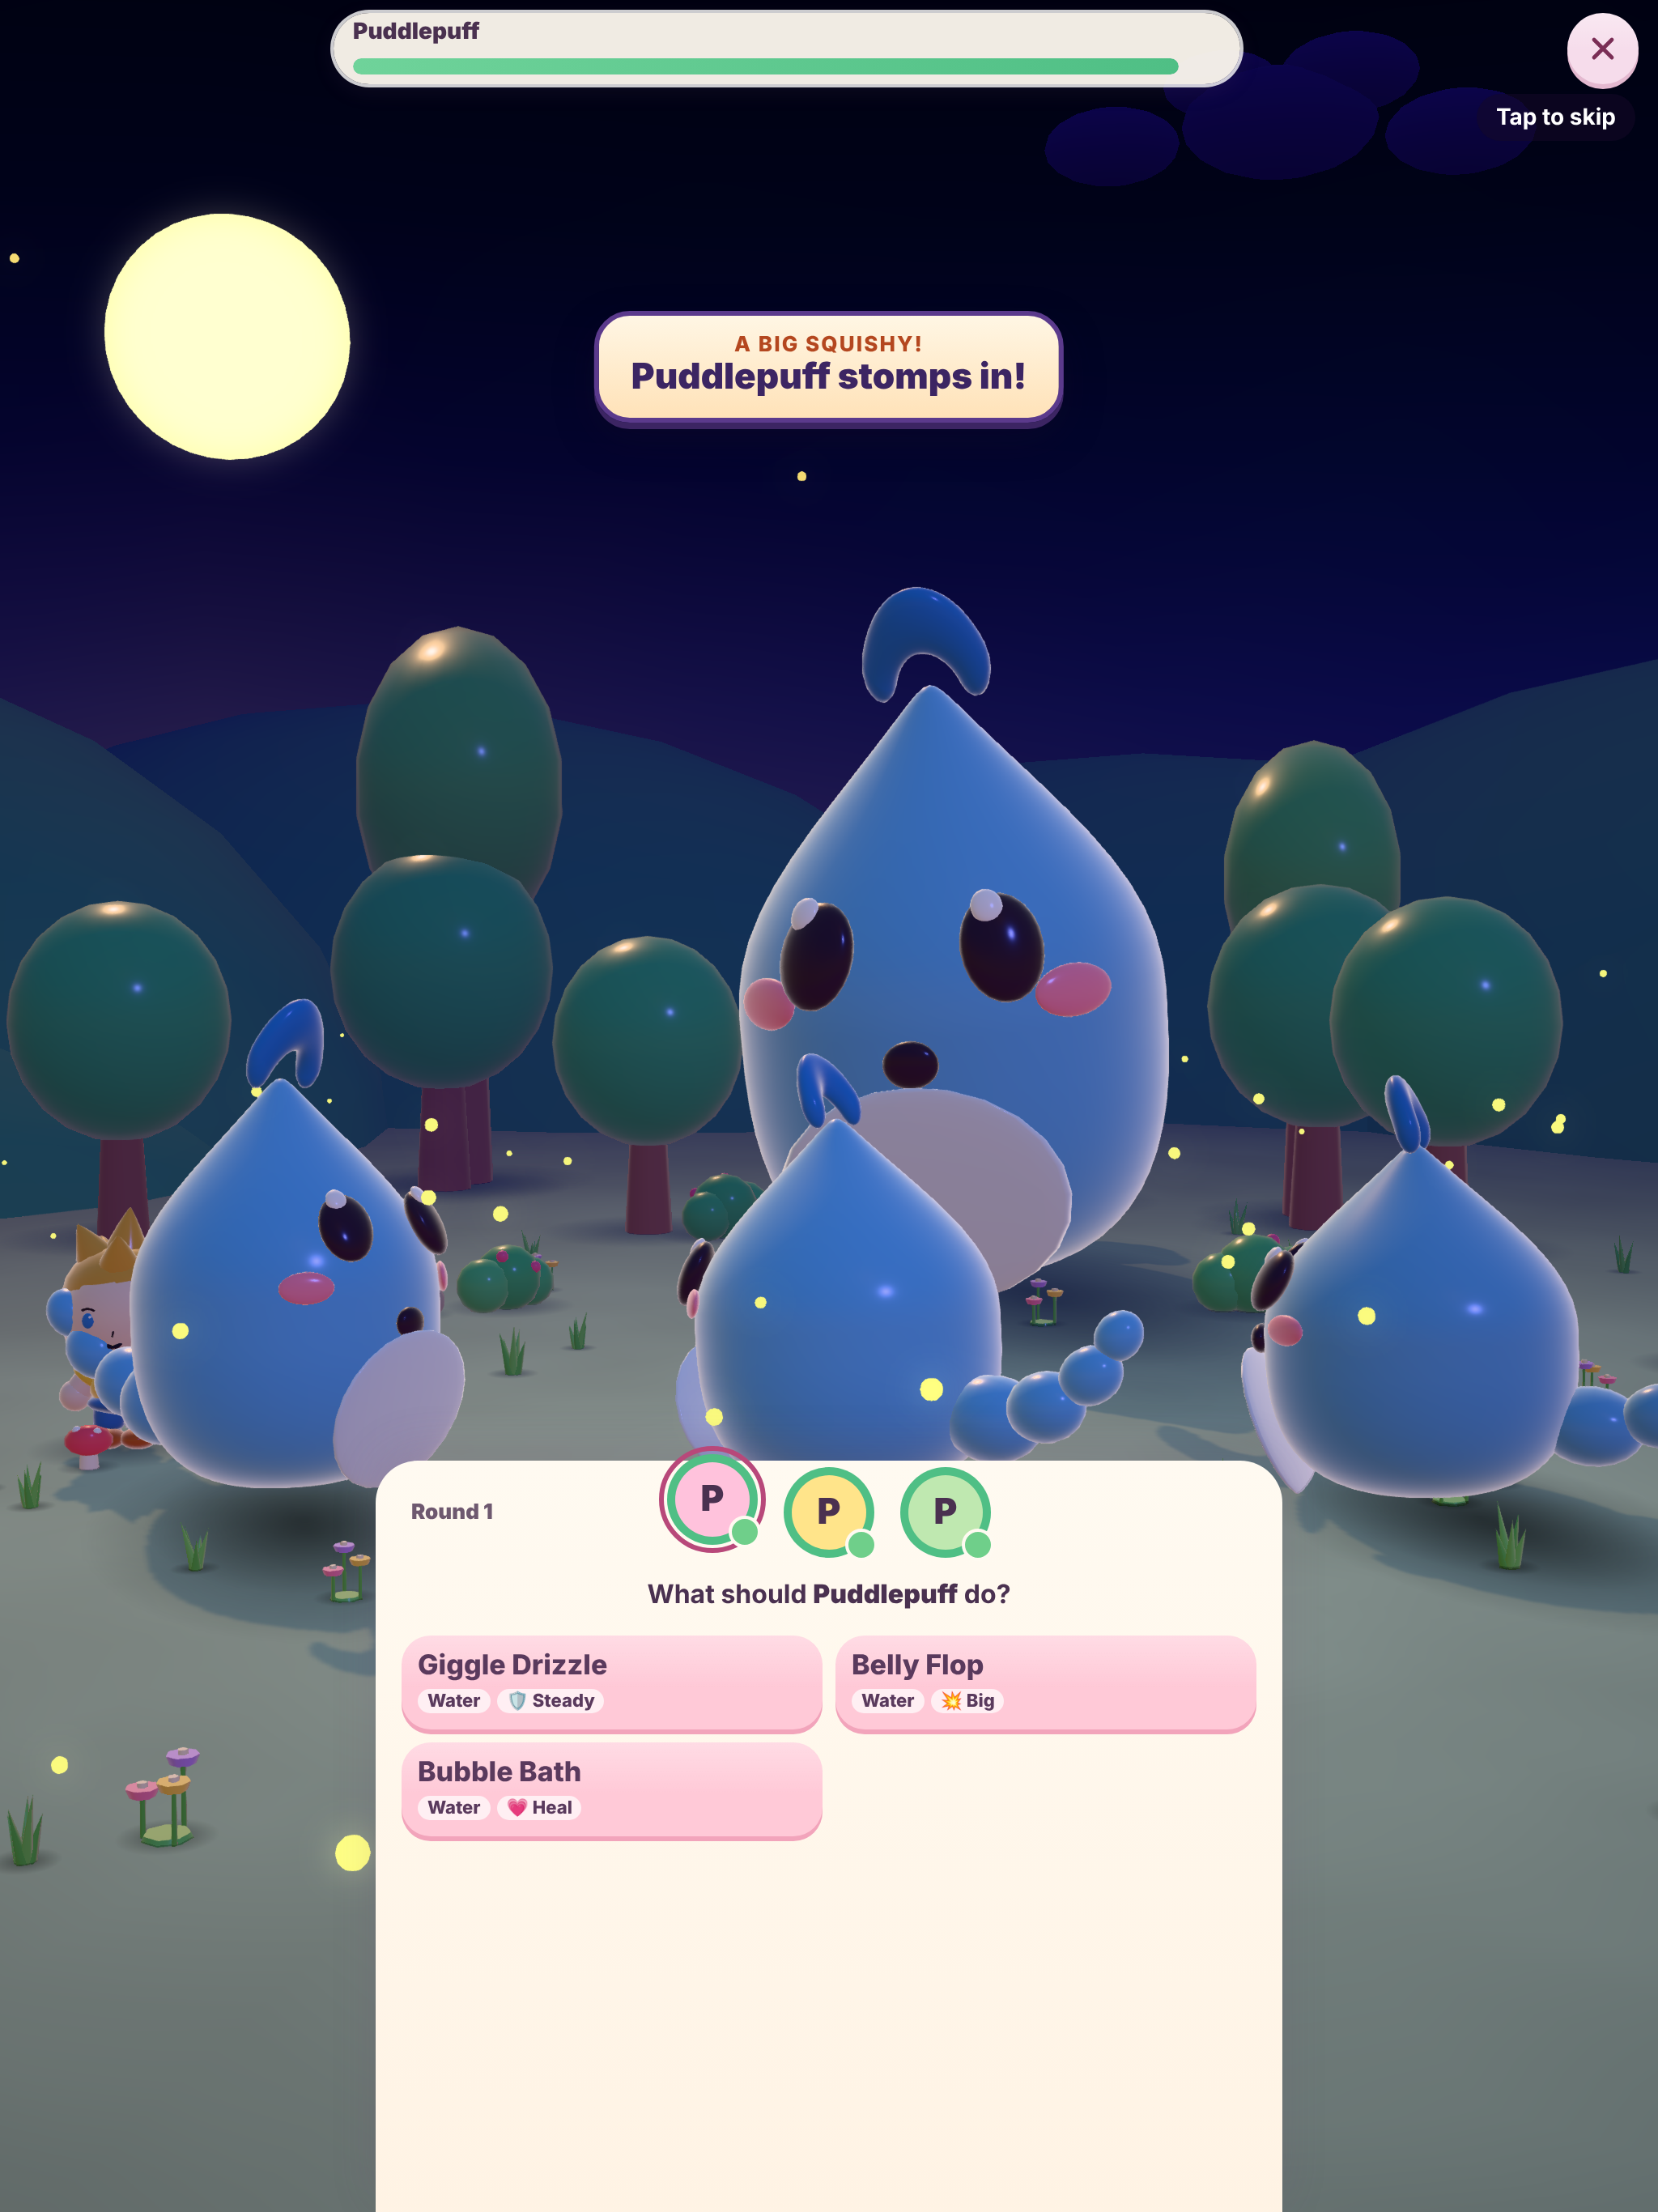 Puddlepuff
Tap to skip
A BIG SQUISHY!
Puddlepuff stomps in!
Round 1
P
P
P
What should Puddlepuff do?
Giggle Drizzle
Water 🛡️ Steady
Belly Flop
Water 💥 Big
Bubble Bath
Water 💗 Heal